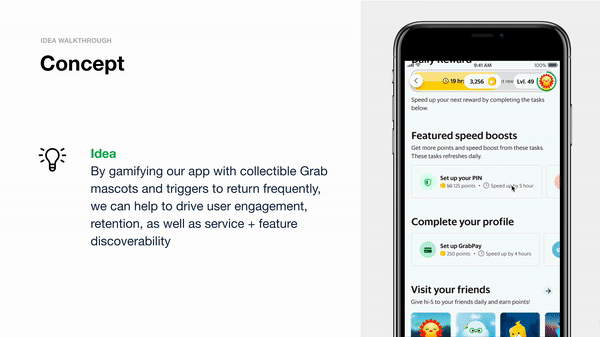 IDEA WALKTHROUGH
Concept
Idea
By gamifying our app with collectible Grab
mascots and triggers to return frequently,
we can help to drive user engagement,
retention, as well as service + feature
discoverability
Daily Reward
9:41 AM
100%
19 hr
3,256
Lvl. 49
Speed up your next reward by completing the tasks
below.
Featured speed boosts
Get more points and speed boost from these tasks.
These tasks refreshes daily.
Set up your PIN
50 125 points • Speed up by 5 hour
Complete your profile
Set up GrabPay
250 points • Speed up by 4 hours
Visit your friends
Give hi-5 to your friends daily and earn points!